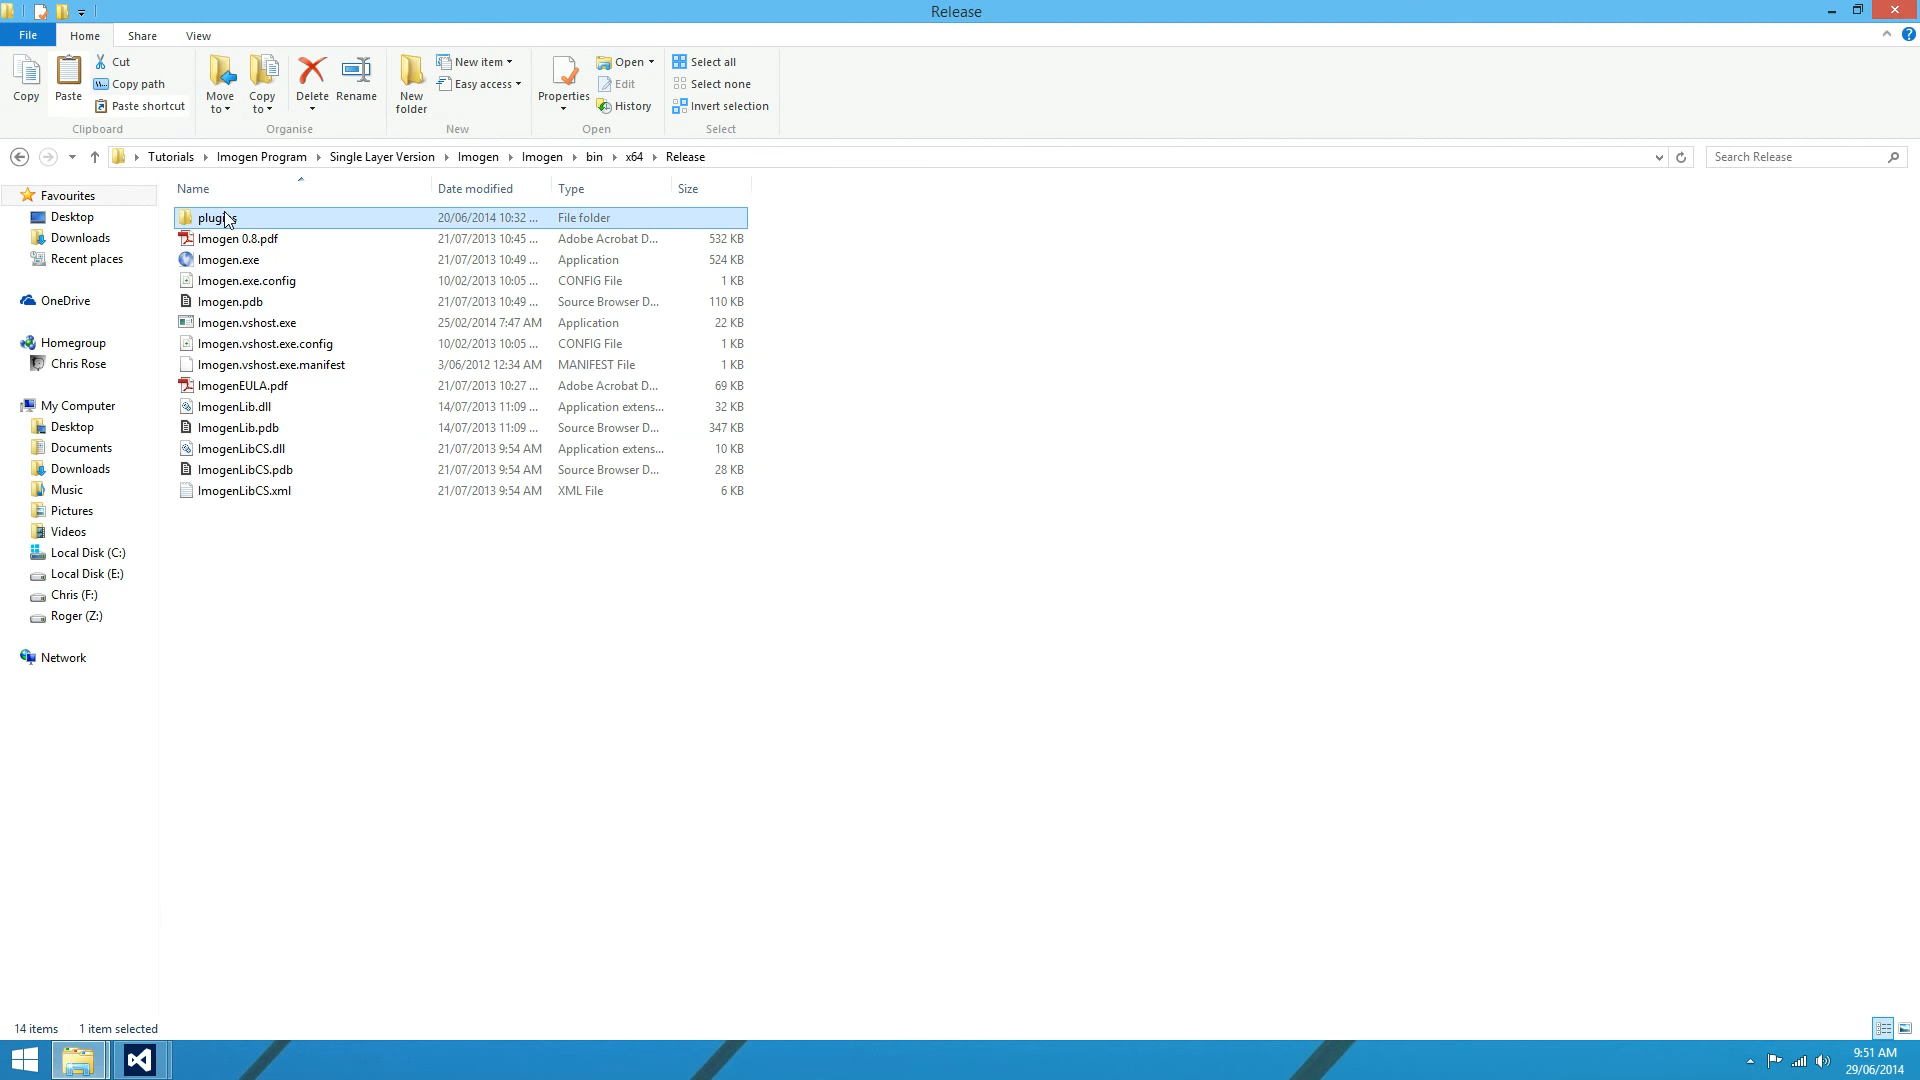 Release
File Home Share View
Copy Paste Cut Copy path Paste shortcut
Clipboard
Move to Copy to Delete Rename
Organise
New folder New item Easy access
New
Properties Open Edit History
Open
Select all Select none Invert selection
Select
Tutorials Imogen Program Single Layer Version Imogen Imogen bin x64 Release
Search Release
Favourites
Desktop
Downloads
Recent places
OneDrive
Homegroup
Chris Rose
My Computer
Desktop
Documents
Downloads
Music
Pictures
Videos
Local Disk (C:)
Local Disk (E:)
Chris (F:)
Roger (Z:)
Network
Name Date modified Type Size
plugins 20/06/2014 10:32 ... File folder
Imogen 0.8.pdf 21/07/2013 10:45 ... Adobe Acrobat D... 532 KB
Imogen.exe 21/07/2013 10:49 ... Application 524 KB
Imogen.exe.config 10/02/2013 10:05 ... CONFIG File 1 KB
Imogen.pdb 21/07/2013 10:49 ... Source Browser D... 110 KB
Imogen.vshost.exe 25/02/2014 7:47 AM Application 22 KB
Imogen.vshost.exe.config 10/02/2013 10:05 ... CONFIG File 1 KB
Imogen.vshost.exe.manifest 3/06/2012 12:34 AM MANIFEST File 1 KB
ImogenEULA.pdf 21/07/2013 10:27 ... Adobe Acrobat D... 69 KB
ImogenLib.dll 14/07/2013 11:09 ... Application extens... 32 KB
ImogenLib.pdb 14/07/2013 11:09 ... Source Browser D... 347 KB
ImogenLibCS.dll 21/07/2013 9:54 AM Application extens... 10 KB
ImogenLibCS.pdb 21/07/2013 9:54 AM Source Browser D... 28 KB
ImogenLibCS.xml 21/07/2013 9:54 AM XML File 6 KB
14 items 1 item selected
9:51 AM
29/06/2014